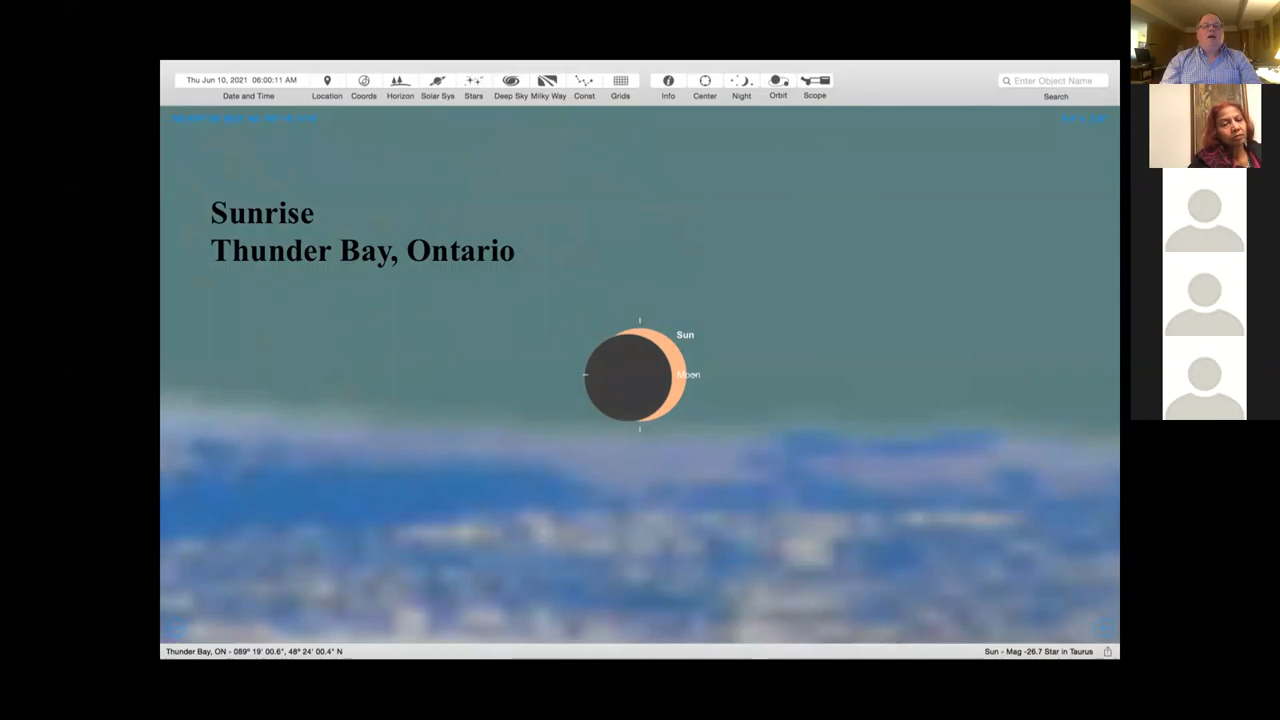 Thu Jun 10, 2021 06:00:11 AM
Enter Object Name
Date and Time Location Coords Horizon Solar Sys Stars Deep Sky Milky Way Const Grids Info Center Night Orbit Scope Search
Sunrise
Thunder Bay, Ontario
Sun
Moon
Thunder Bay, ON - 089º 19' 00.6", 48º 24' 00.4" N
Sun - Mag -26.7 Star in Taurus